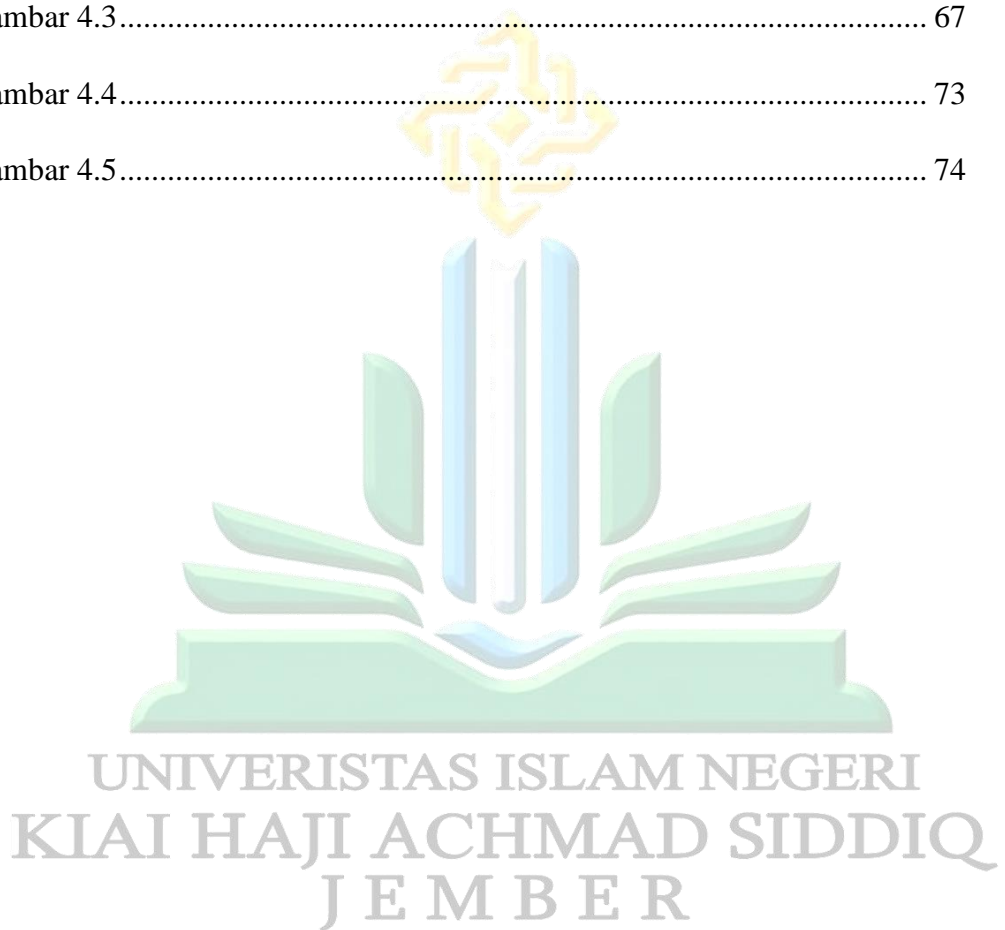 ambar 4.3.......................................................................................................... 67
ambar 4.4.......................................................................................................... 73
ambar 4.5.......................................................................................................... 74
UNIVERISTAS ISLAM NEGERI
KIAI HAJI ACHMAD SIDDIQ
JEMBER